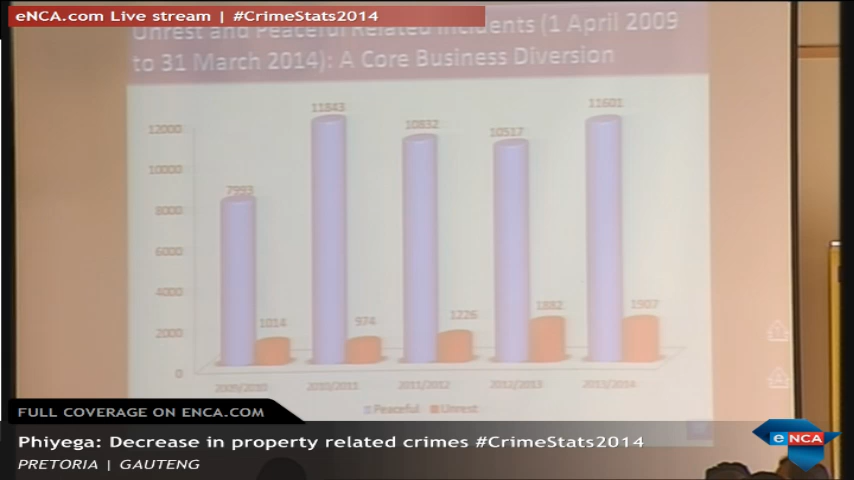 eNCA.com Live stream | #CrimeStats2014
Unrest and Peaceful Related Incidents (1 April 2009
to 31 March 2014): A Core Business Diversion
11843
11601
12000
10832
10517
10000
7993
8000
6000
4000
1882
1907
1226
1014
974
2000
0
2009/2010
2010/2011
2011/2012
2012/2013
2013/2014
Peaceful
Unrest
FULL COVERAGE ON ENCA.COM
Phiyega: Decrease in property related crimes #CrimeStats2014
PRETORIA | GAUTENG
eNCA